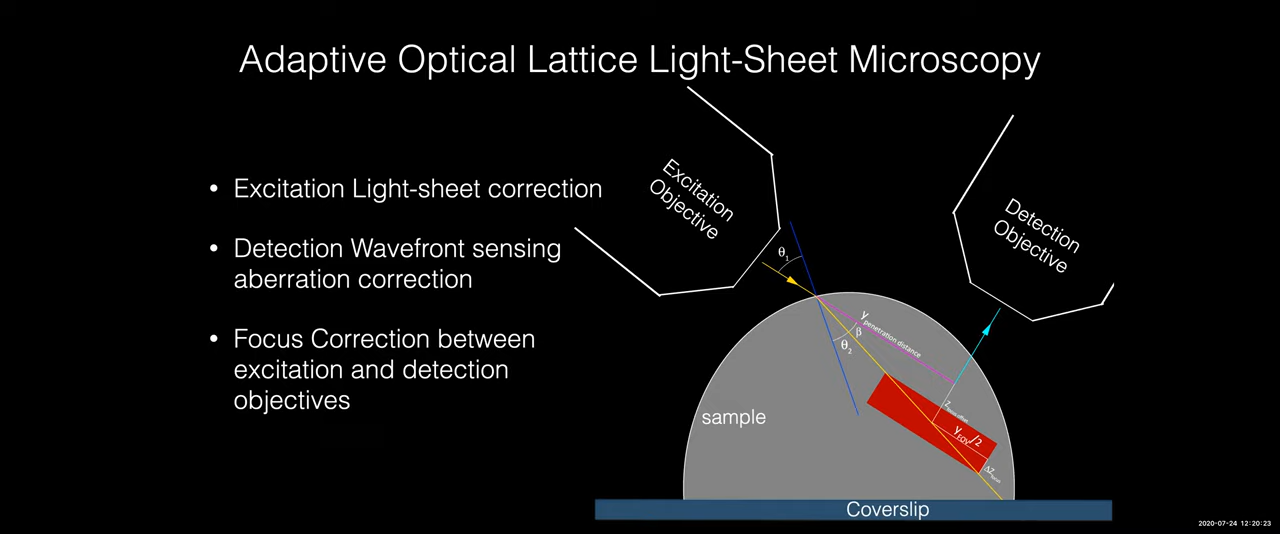 Adaptive Optical Lattice Light-Sheet Microscopy
• Excitation Light-sheet correction
• Detection Wavefront sensing
aberration correction
• Focus Correction between
excitation and detection
objectives
Excitation
Objective
Detection
Objective
θ1
y penetration distance
β
θ2
sample
YFOV/2
Coverslip
2020-07-24 12:20:23